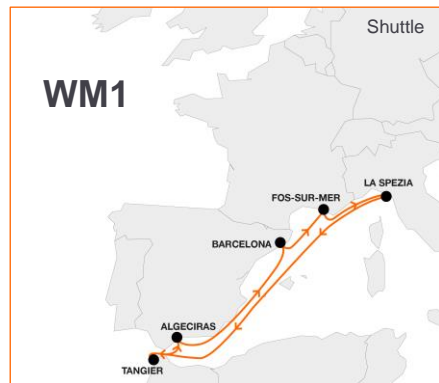 Shuttle
WM1
LA SPEZIA
FOS-SUR-MER
BARCELONA
ALGECIRAS
TANGIER